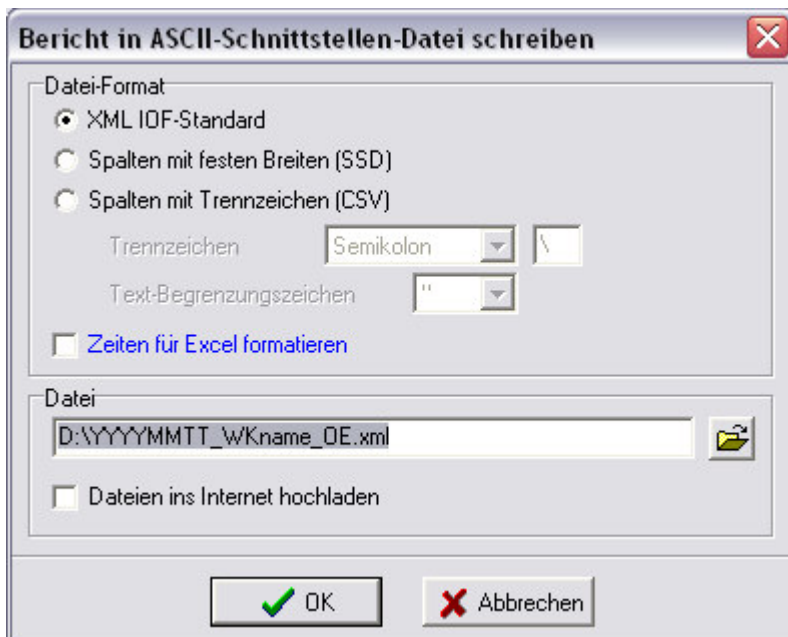 Bericht in ASCII-Schnittstellen-Datei schreiben
Datei-Format
XML IOF-Standard
Spalten mit festen Breiten (SSD)
Spalten mit Trennzeichen (CSV)
Trennzeichen Semikolon \
Text-Begrenzungszeichen "
Zeiten für Excel formatieren
Datei
D:\YYYYMMTT_WKname_OE.xml
Dateien ins Internet hochladen
OK Abbrechen